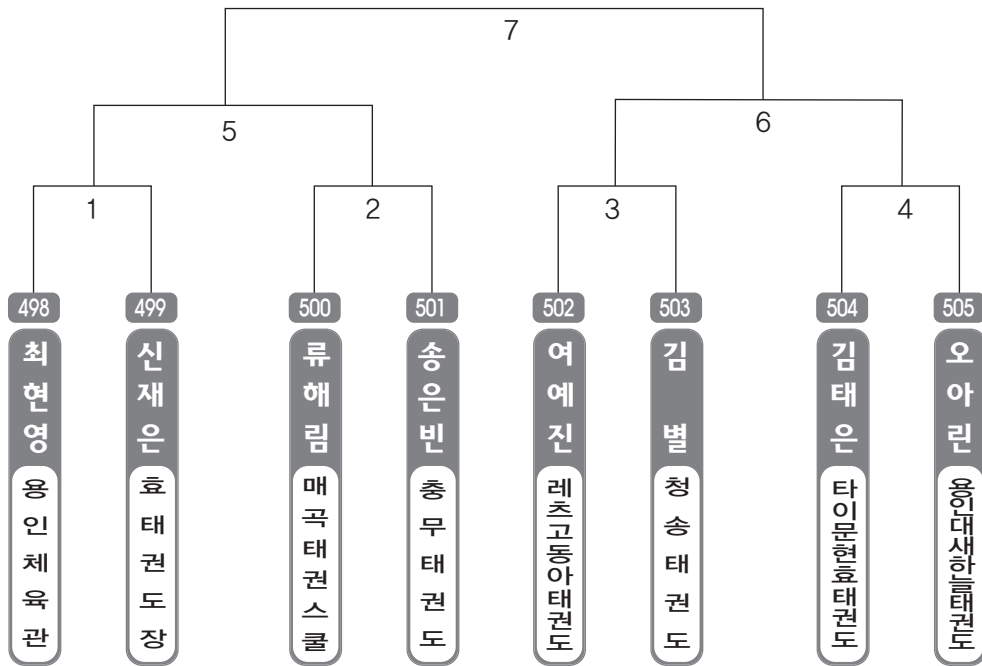 7
5
6
1
2
3
4
498
499
500
501
502
503
504
505
최현영
신재은
류해림
송은빈
여예진
김 별
김태은
오아린
용인체육관
효태권도장
매곡태권스쿨
충무태권도
레츠고동아태권도
청송태권도
타이문현효태권도
용인대새하늘태권도